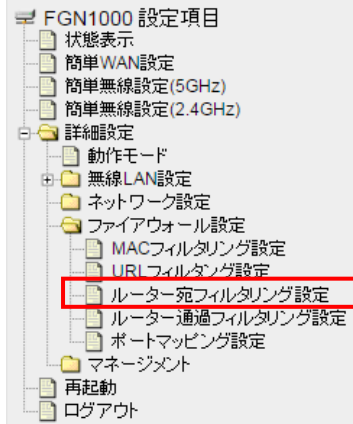 FGN1000 設定項目
状態表示
簡単WAN設定
簡単無線設定(5GHz)
簡単無線設定(2.4GHz)
詳細設定
動作モード
無線LAN設定
ネットワーク設定
ファイアウォール設定
MACフィルタリング設定
URLフィルタング設定
ルーター宛フィルタリング設定
ルーター通過フィルタリング設定
ポートマッピング設定
マネージメント
再起動
ログアウト